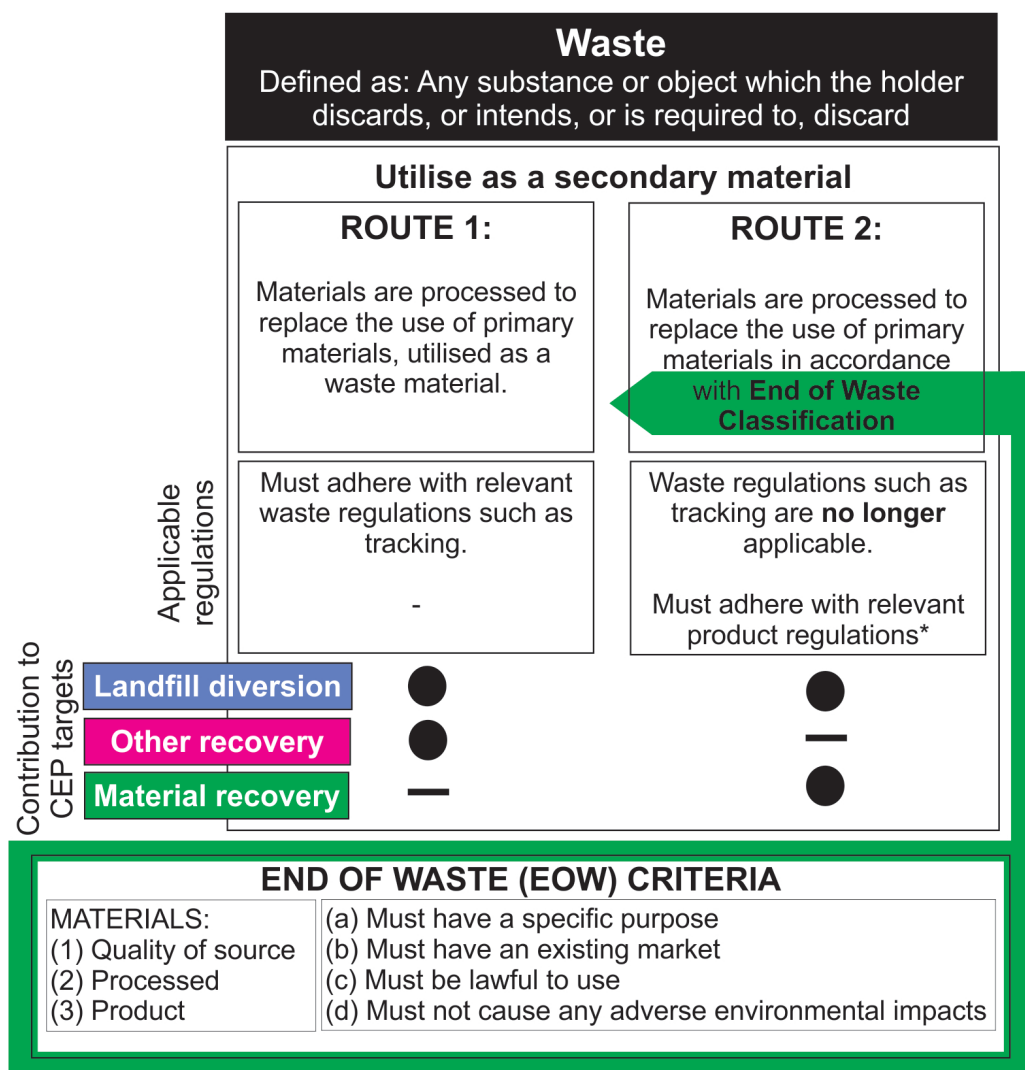 Waste
Defined as: Any substance or object which the holder
discards, or intends, or is required to, discard
Utilise as a secondary material
ROUTE 1:
Materials are processed to
replace the use of primary
materials, utilised as a
waste material.
ROUTE 2:
Materials are processed to
replace the use of primary
materials in accordance
with End of Waste
Classification
Applicable
regulations
Must adhere with relevant
waste regulations such as
tracking.
-
Waste regulations such as
tracking are no longer
applicable.
Must adhere with relevant
product regulations*
Contribution to
CEP targets
Landfill diversion
Other recovery
Material recovery
END OF WASTE (EOW) CRITERIA
MATERIALS:
(1) Quality of source
(2) Processed
(3) Product
(a) Must have a specific purpose
(b) Must have an existing market
(c) Must be lawful to use
(d) Must not cause any adverse environmental impacts